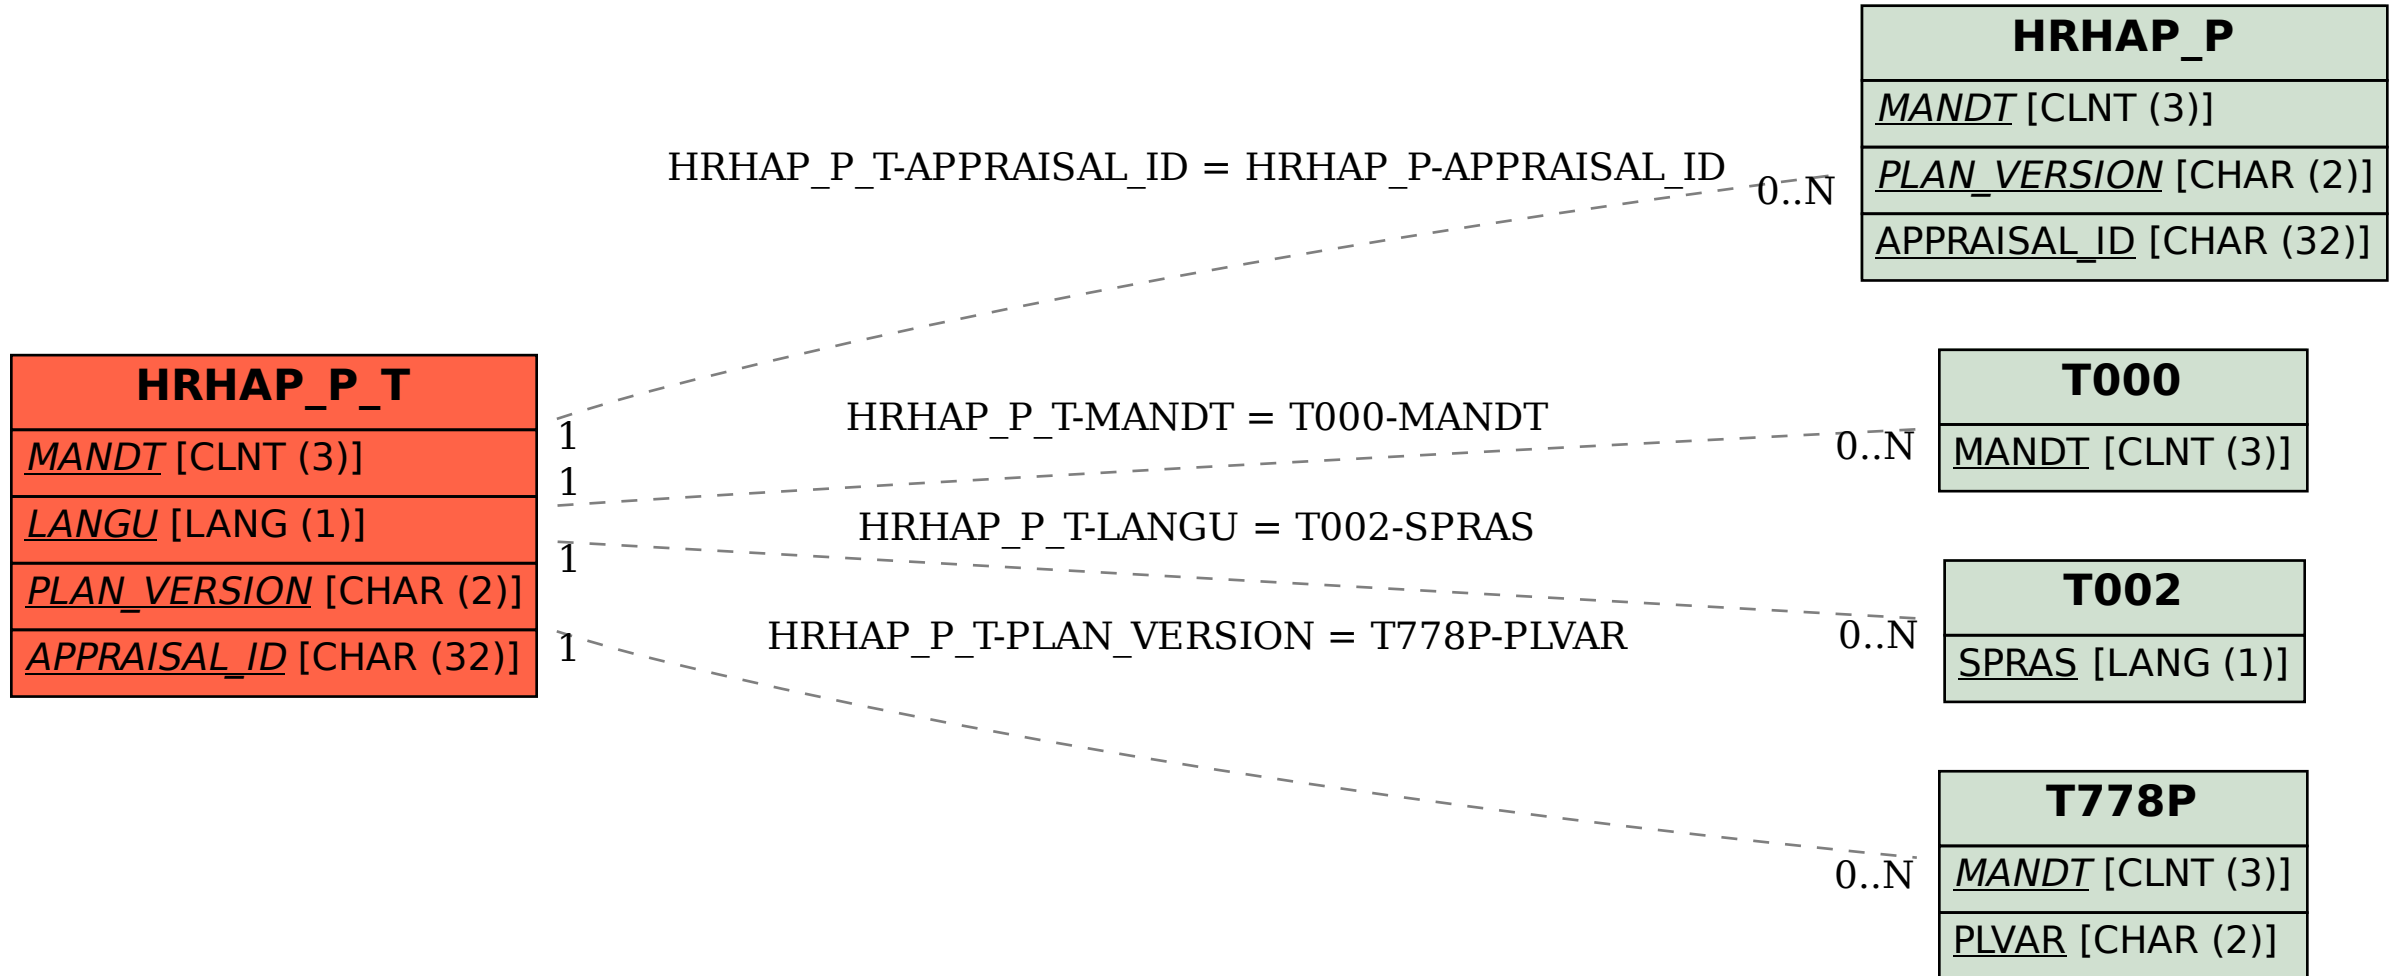 HRHAP_P
MANDT [CLNT (3)]
PLAN_VERSION [CHAR (2)]
APPRAISAL_ID [CHAR (32)]
HRHAP_P_T-APPRAISAL_ID = HRHAP_P-APPRAISAL_ID
0..N
1
HRHAP_P_T
MANDT [CLNT (3)]
LANGU [LANG (1)]
PLAN_VERSION [CHAR (2)]
APPRAISAL_ID [CHAR (32)]
HRHAP_P_T-MANDT = T000-MANDT
1
0..N
T000
MANDT [CLNT (3)]
HRHAP_P_T-LANGU = T002-SPRAS
1
0..N
T002
SPRAS [LANG (1)]
HRHAP_P_T-PLAN_VERSION = T778P-PLVAR
1
0..N
T778P
MANDT [CLNT (3)]
PLVAR [CHAR (2)]